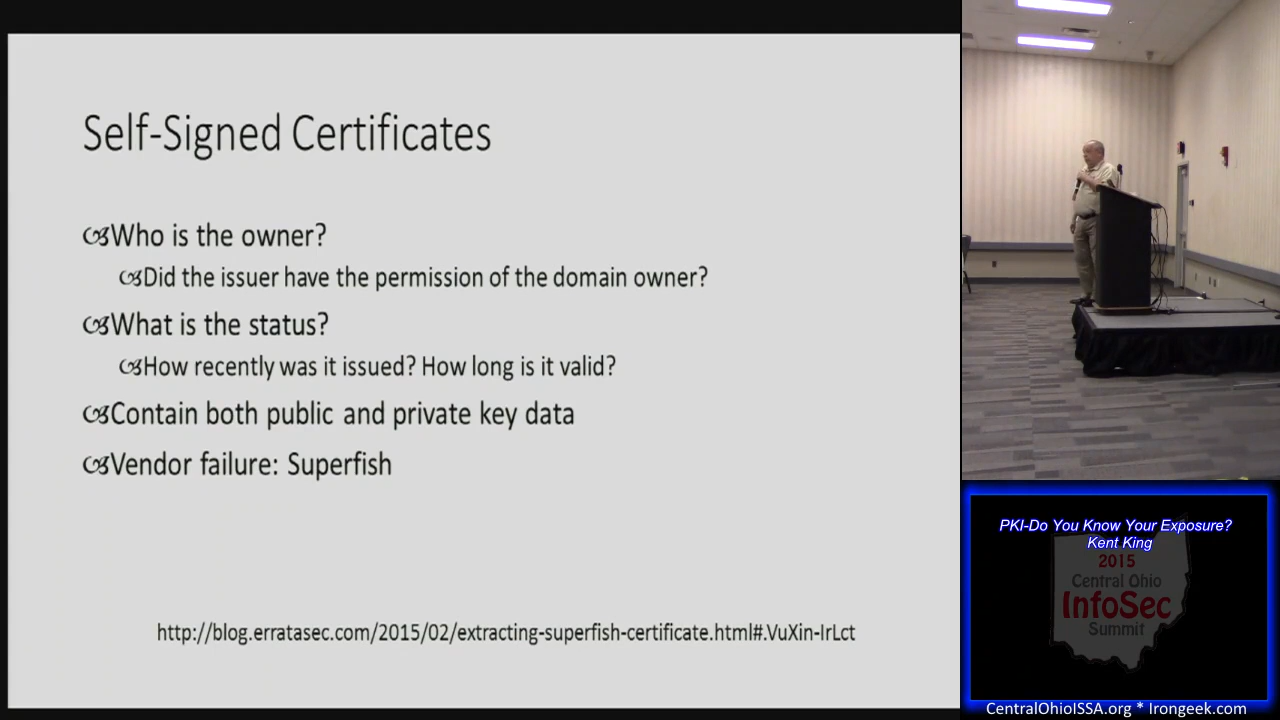 Self-Signed Certificates
Who is the owner?
Did the issuer have the permission of the domain owner?
What is the status?
How recently was it issued? How long is it valid?
Contain both public and private key data
Vendor failure: Superfish
http://blog.erratasec.com/2015/02/extracting-superfish-certificate.html#.VuXin-IrLct
PKI-Do You Know Your Exposure?
Kent King
2015
Central Ohio
InfoSec
Summit
CentralOhioISSA.org * Irongeek.com